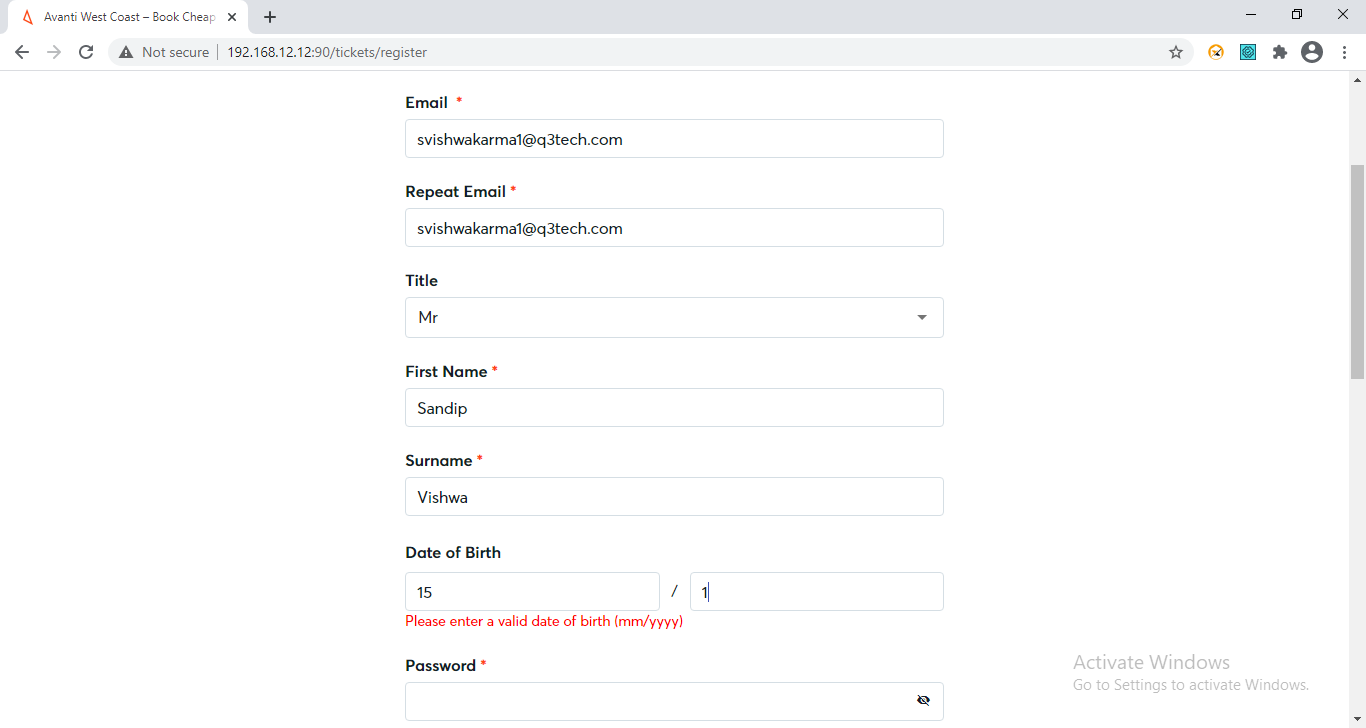 Avanti West Coast – Book Cheap
Not secure | 192.168.12.12:90/tickets/register
Email *
svishwakarma1@q3tech.com
Repeat Email *
svishwakarma1@q3tech.com
Title
Mr
First Name *
Sandip
Surname *
Vishwa
Date of Birth
15 / 1
Please enter a valid date of birth (mm/yyyy)
Password *
Activate Windows
Go to Settings to activate Windows.